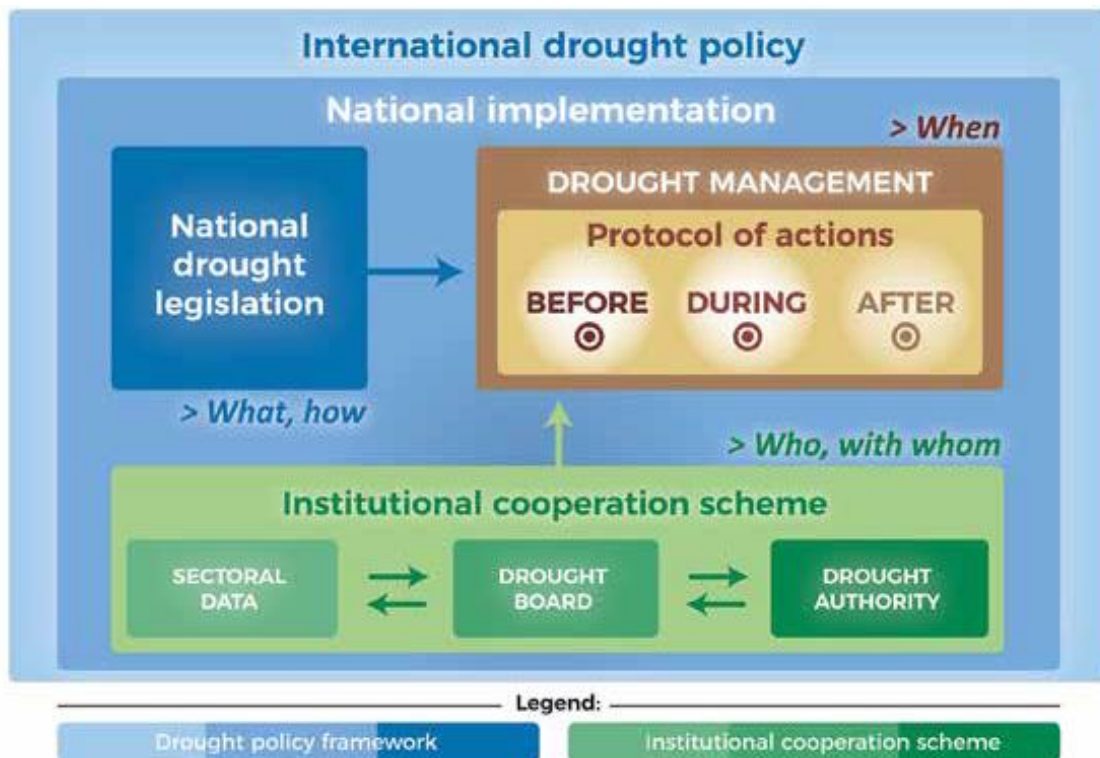 International drought policy
National implementation
> When
National
drought
legislation
DROUGHT MANAGEMENT
Protocol of actions
BEFORE
DURING
AFTER
> What, how
> Who, with whom
Institutional cooperation scheme
SECTORAL
DATA
DROUGHT
BOARD
DROUGHT
AUTHORITY
Legend:
Drought policy framework
Institutional cooperation scheme